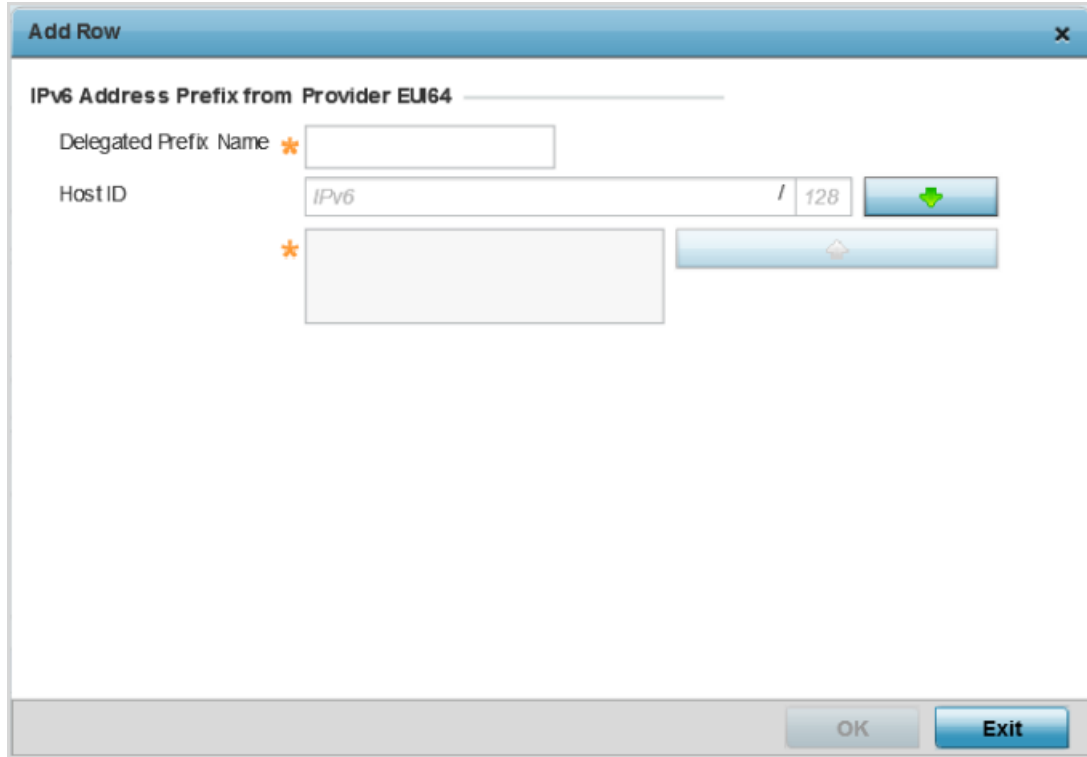 Add Row
IPv6 Address Prefix from Provider EUI64
Delegated Prefix Name *
Host ID IPv6 / 128
*
OK Exit